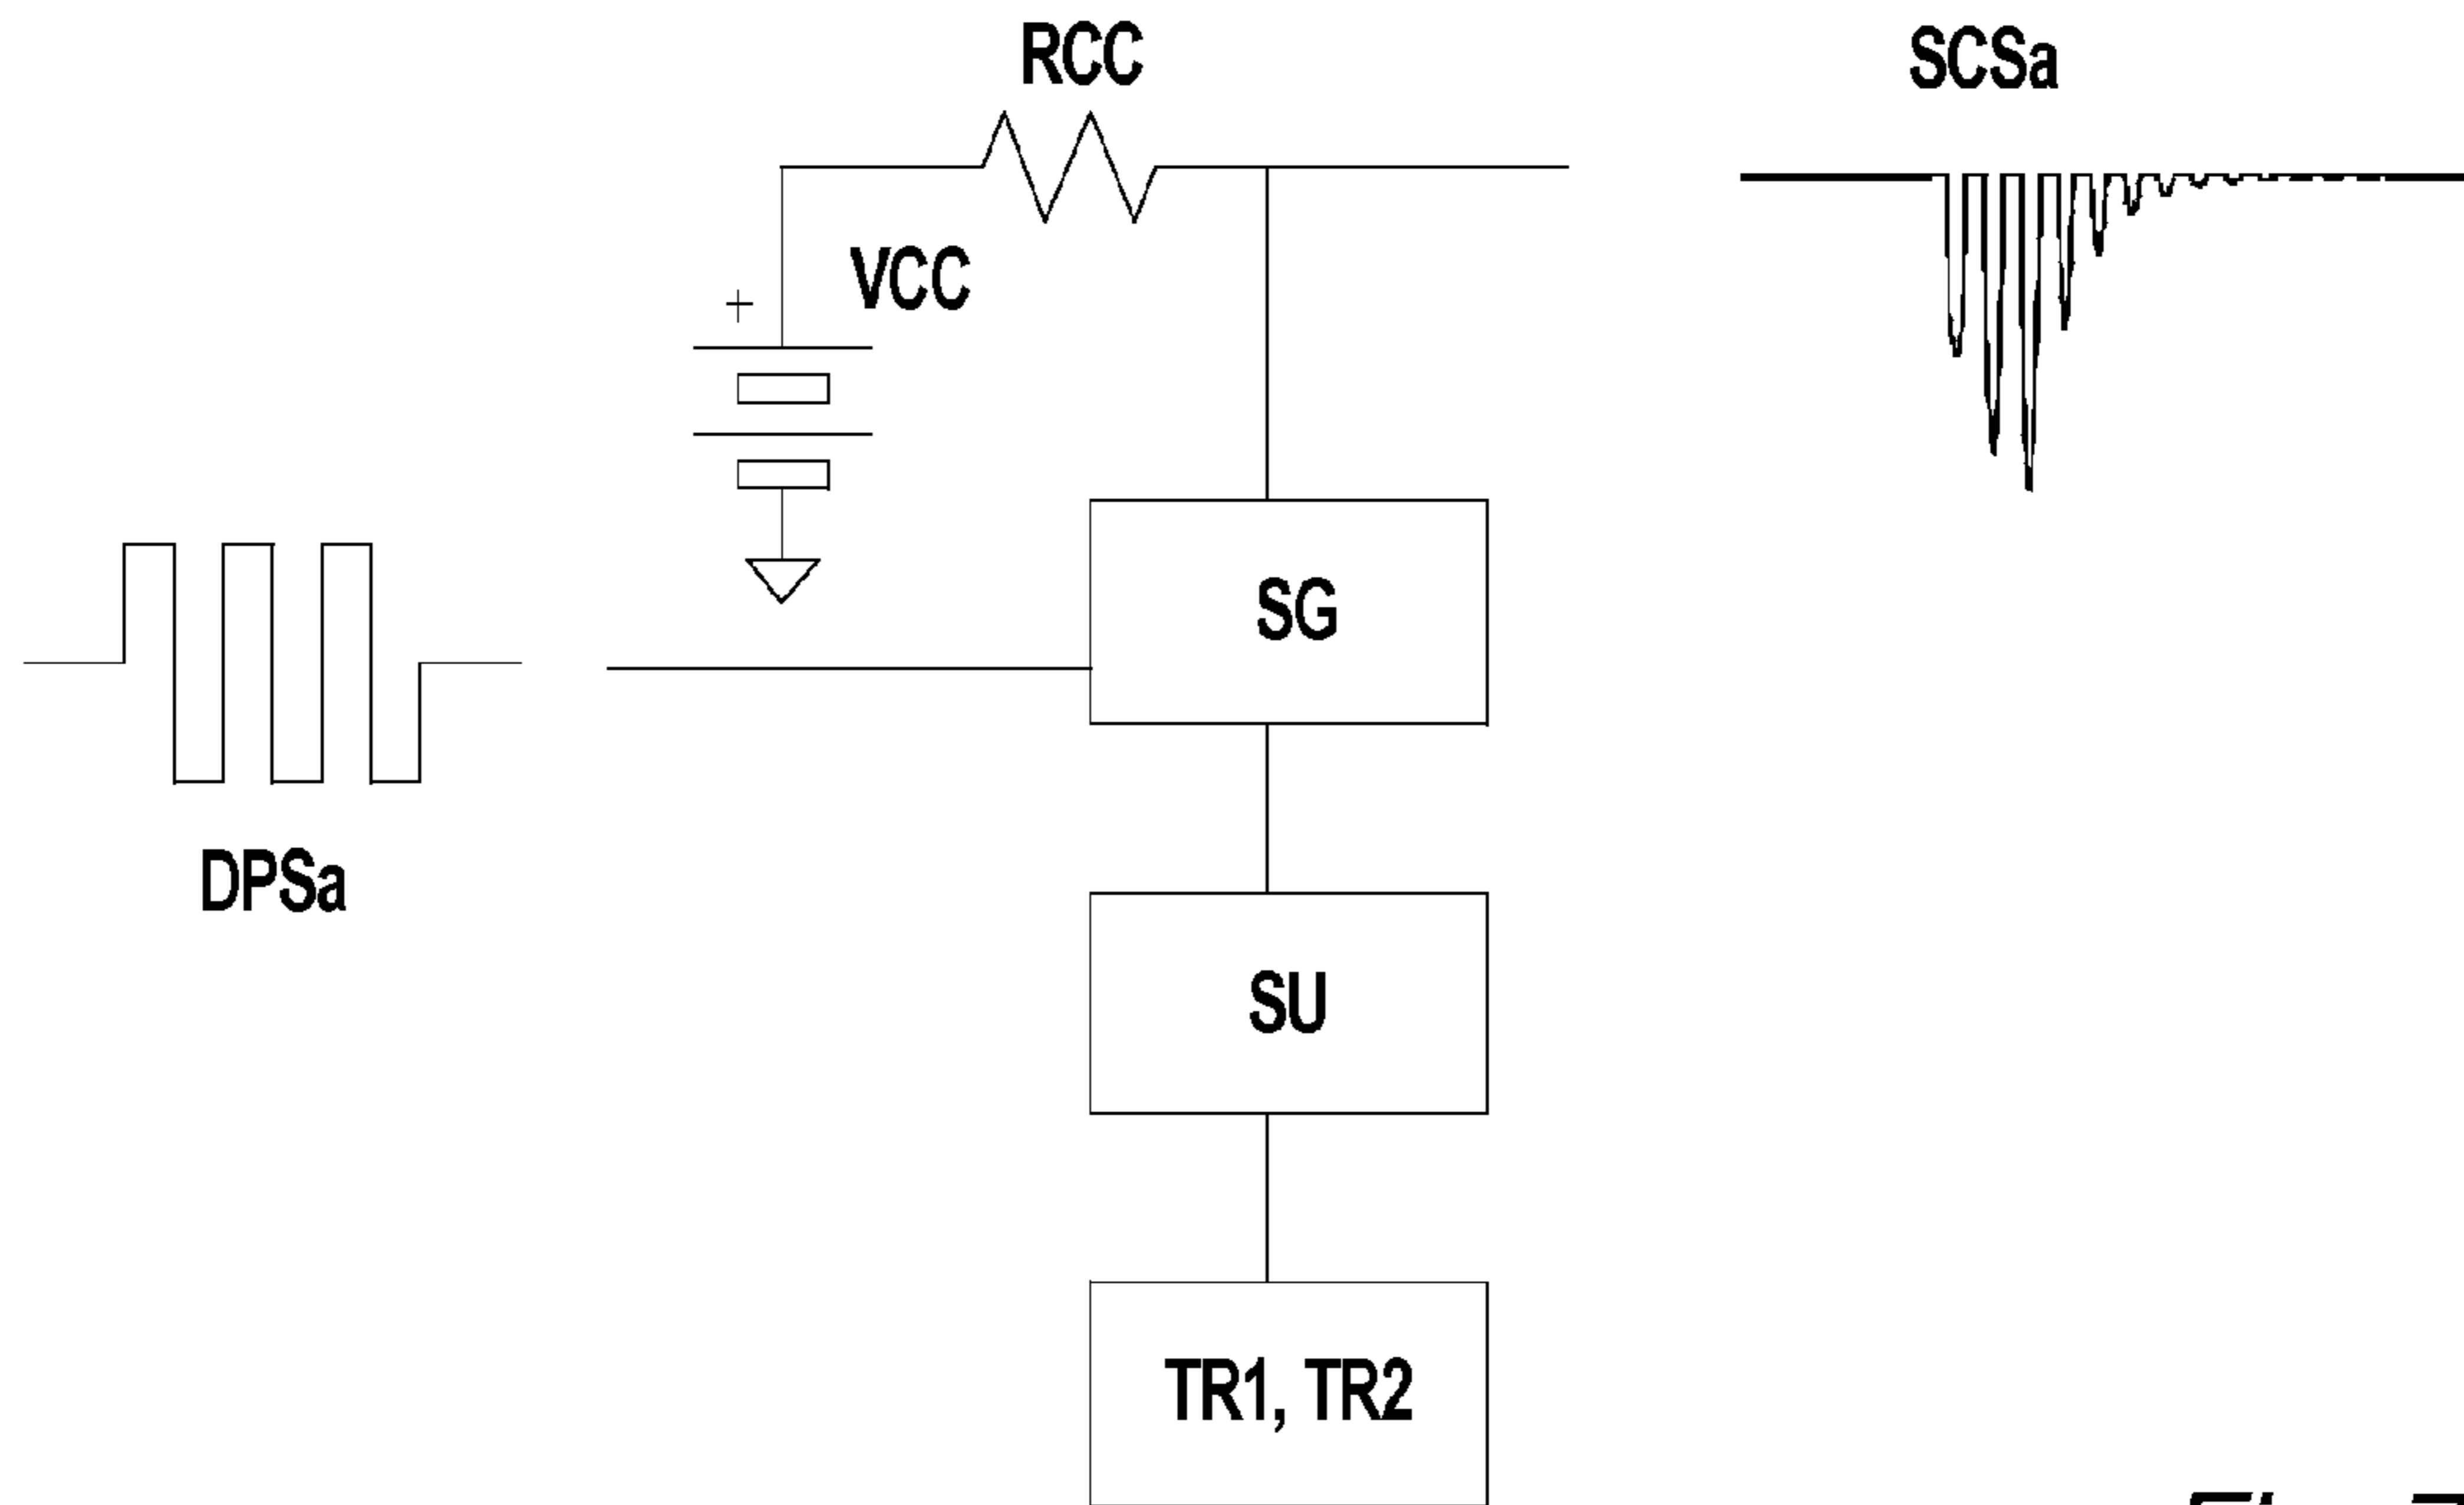 RCC
SCSa
VCC
+
SG
DPSa
SU
TR1, TR2